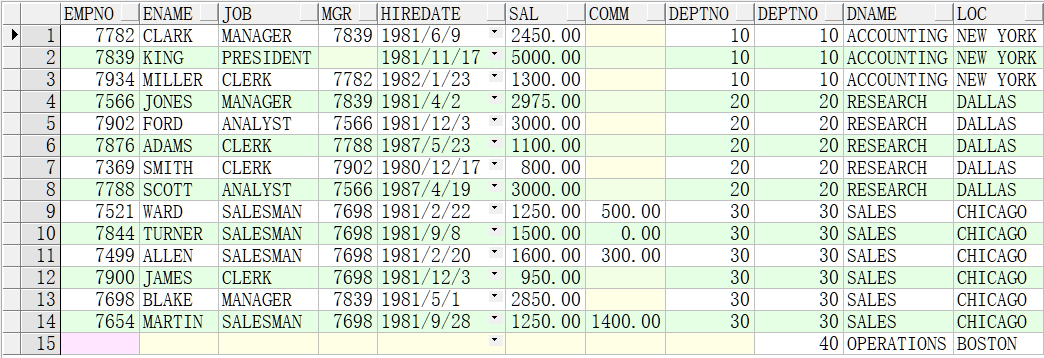 EMPNO ENAME JOB MGR HIREDATE SAL COMM DEPTNO DEPTNO DNAME LOC
1 7782 CLARK MANAGER 7839 1981/6/9 2450.00 10 10 ACCOUNTING NEW YORK
2 7839 KING PRESIDENT 1981/11/17 5000.00 10 10 ACCOUNTING NEW YORK
3 7934 MILLER CLERK 7782 1982/1/23 1300.00 10 10 ACCOUNTING NEW YORK
4 7566 JONES MANAGER 7839 1981/4/2 2975.00 20 20 RESEARCH DALLAS
5 7902 FORD ANALYST 7566 1981/12/3 3000.00 20 20 RESEARCH DALLAS
6 7876 ADAMS CLERK 7788 1987/5/23 1100.00 20 20 RESEARCH DALLAS
7 7369 SMITH CLERK 7902 1980/12/17 800.00 20 20 RESEARCH DALLAS
8 7788 SCOTT ANALYST 7566 1987/4/19 3000.00 20 20 RESEARCH DALLAS
9 7521 WARD SALESMAN 7698 1981/2/22 1250.00 500.00 30 30 SALES CHICAGO
10 7844 TURNER SALESMAN 7698 1981/9/8 1500.00 0.00 30 30 SALES CHICAGO
11 7499 ALLEN SALESMAN 7698 1981/2/20 1600.00 300.00 30 30 SALES CHICAGO
12 7900 JAMES CLERK 7698 1981/12/3 950.00 30 30 SALES CHICAGO
13 7698 BLAKE MANAGER 7839 1981/5/1 2850.00 30 30 SALES CHICAGO
14 7654 MARTIN SALESMAN 7698 1981/9/28 1250.00 1400.00 30 30 SALES CHICAGO
15 40 OPERATIONS BOSTON